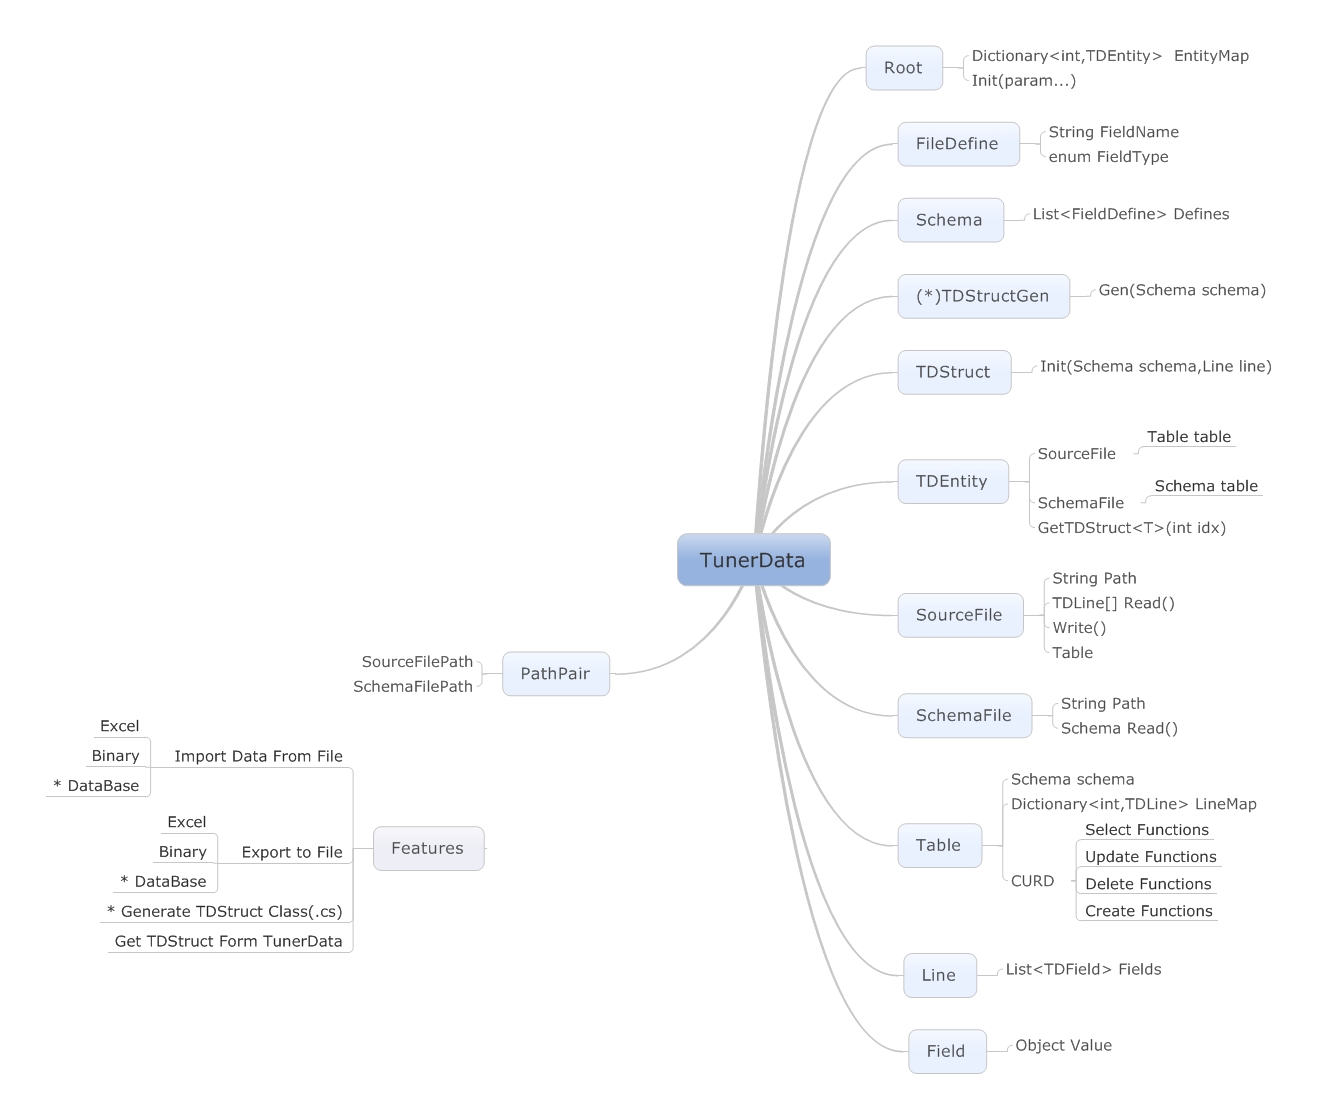 TunerData
Root
Dictionary<int,TDEntity>  EntityMap
Init(param...)
FileDefine
String FieldName
enum FieldType
Schema
List<FieldDefine> Defines
(*)TDStructGen
Gen(Schema schema)
TDStruct
Init(Schema schema,Line line)
TDEntity
SourceFile
Table table
SchemaFile
Schema table
GetTDStruct<T>(int idx)
SourceFile
String Path
TDLine[] Read()
Write()
Table
SchemaFile
String Path
Schema Read()
Table
Schema schema
Dictionary<int,TDLine> LineMap
CURD
Select Functions
Update Functions
Delete Functions
Create Functions
Line
List<TDField> Fields
Field
Object Value
PathPair
SourceFilePath
SchemaFilePath
Features
Import Data From File
Excel
Binary
* DataBase
Export to File
Excel
Binary
* DataBase
* Generate TDStruct Class(.cs)
Get TDStruct Form TunerData